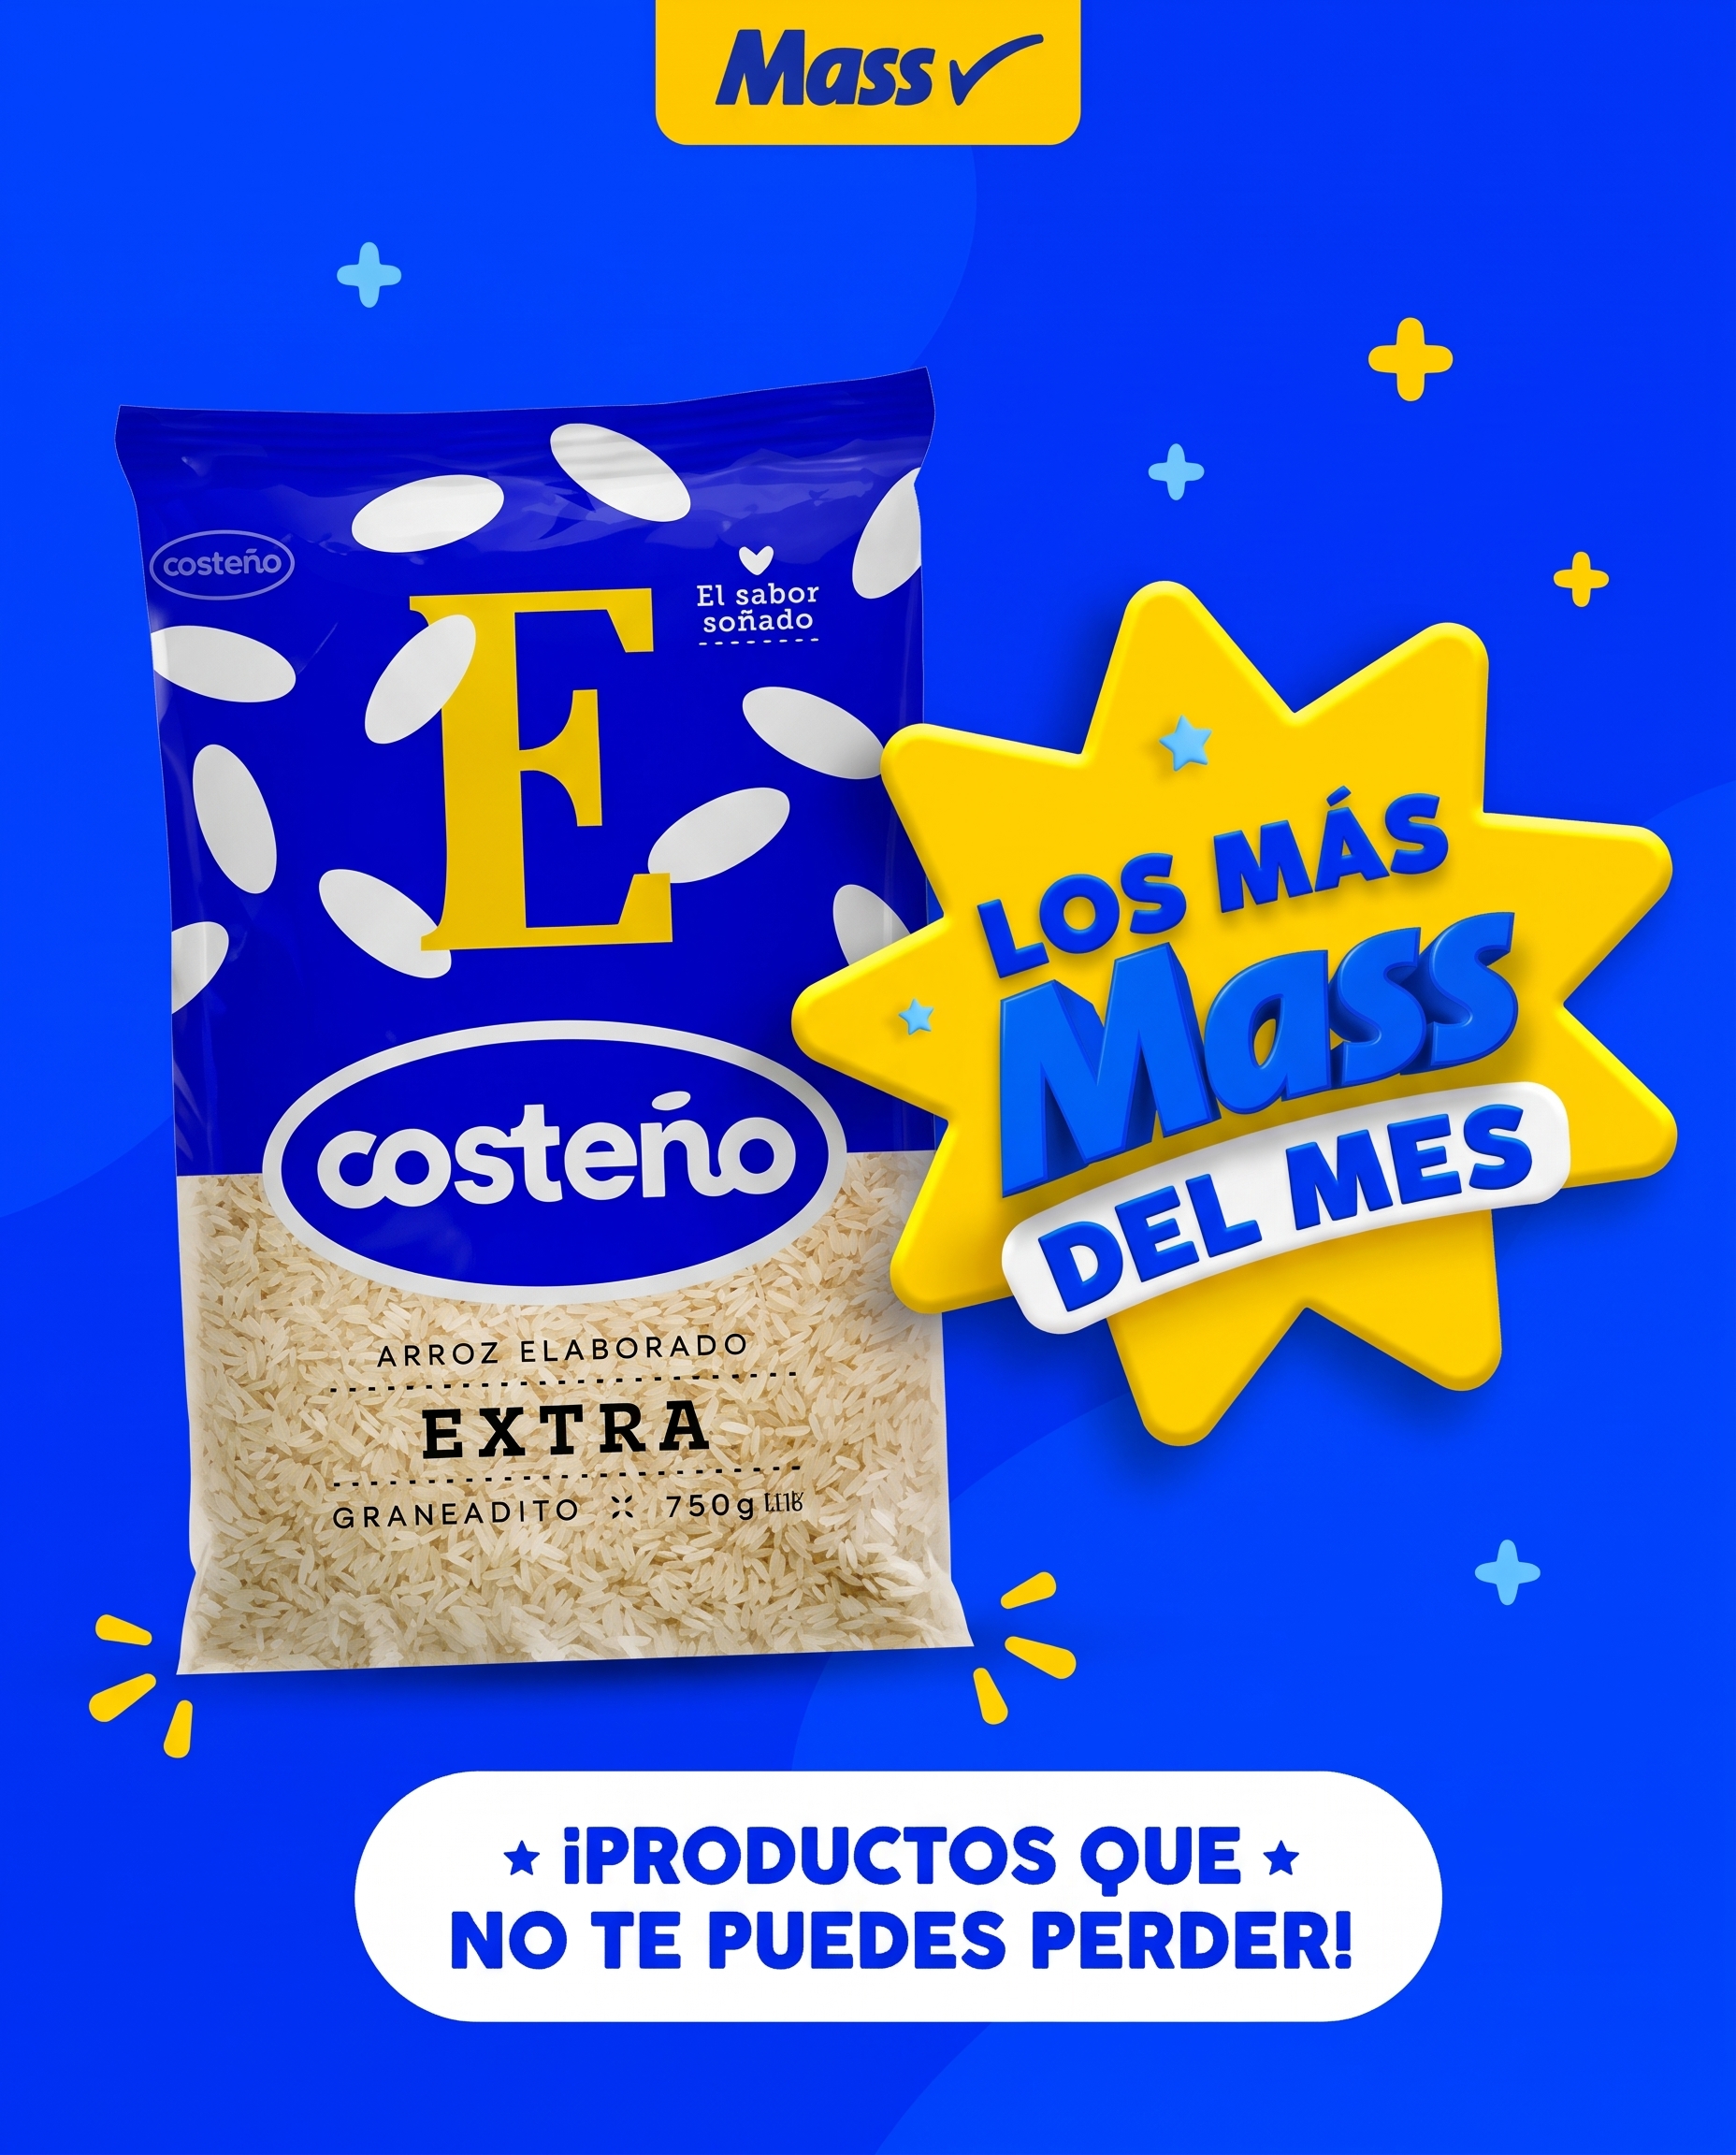 Mass
costeño
El sabor
soñado
E
costeño
ARROZ ELABORADO
EXTRA
GRANEADITO 750g
LOS MÁS
Mass
DEL MES
¡PRODUCTOS QUE
NO TE PUEDES PERDER!